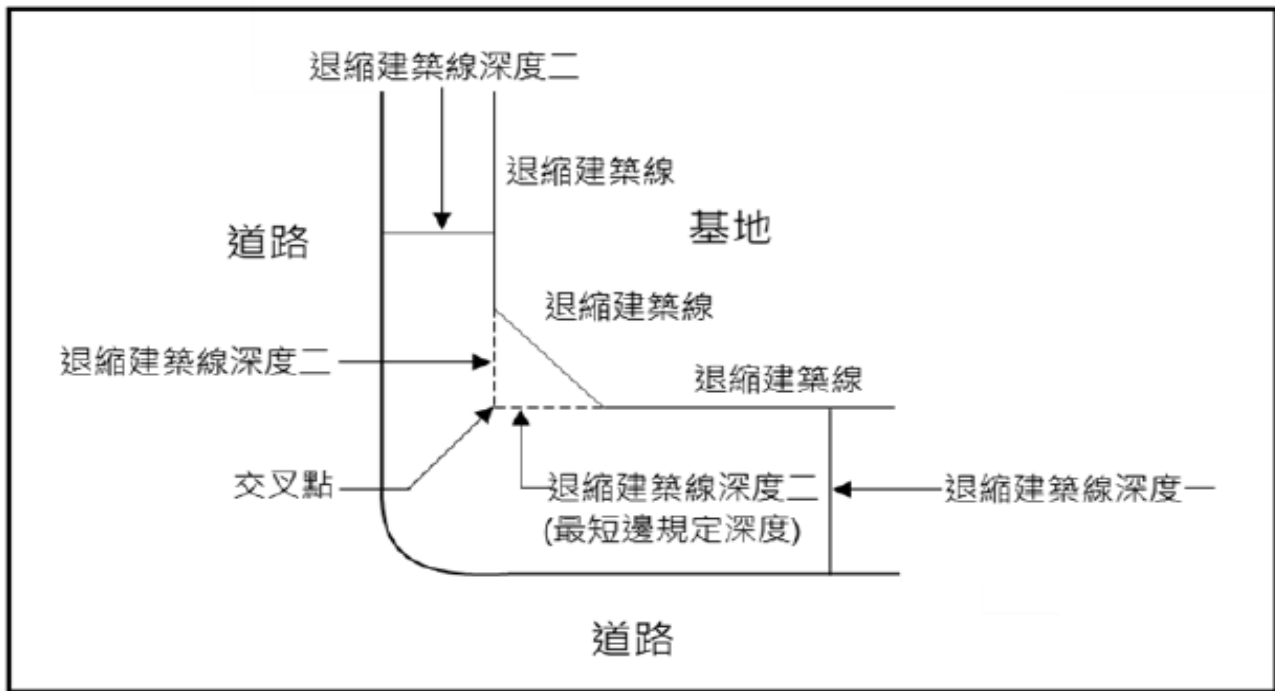 退縮建築線深度二
退縮建築線
道路
基地
退縮建築線
退縮建築線深度二
退縮建築線
交叉點
退縮建築線深度二
(最短邊規定深度)
退縮建築線深度一
道路